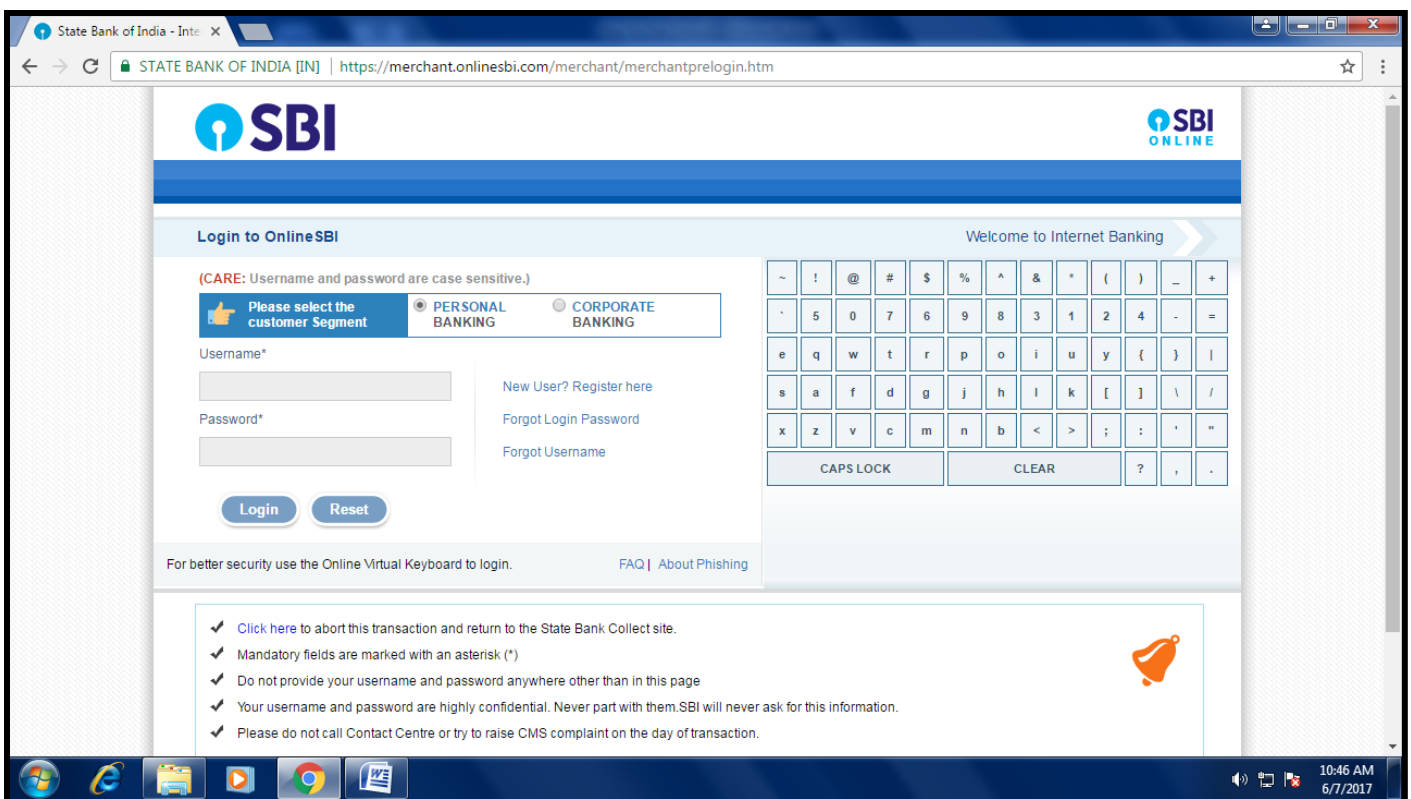 State Bank of India - Inte
STATE BANK OF INDIA [IN] | https://merchant.onlinesbi.com/merchant/merchantprelogin.htm
SBI
SBI
ONLINE
Login to OnlineSBI
Welcome to Internet Banking
(CARE: Username and password are case sensitive.)
Please select the
customer Segment
PERSONAL
BANKING
CORPORATE
BANKING
Username*
New User? Register here
Password*
Forgot Login Password
Forgot Username
Login Reset
For better security use the Online Virtual Keyboard to login.
FAQ | About Phishing
~ ! @ # $ % ^ & * ( ) _ +
` 5 0 7 6 9 8 3 1 2 4 - =
e q w t r p o i u y { } |
s a f d g j h l k [ ] \ /
x z v c m n b < > ; : ' "
CAPS LOCK CLEAR ? , .
Click here to abort this transaction and return to the State Bank Collect site.
Mandatory fields are marked with an asterisk (*)
Do not provide your username and password anywhere other than in this page
Your username and password are highly confidential. Never part with them.SBI will never ask for this information.
Please do not call Contact Centre or try to raise CMS complaint on the day of transaction.
10:46 AM
6/7/2017